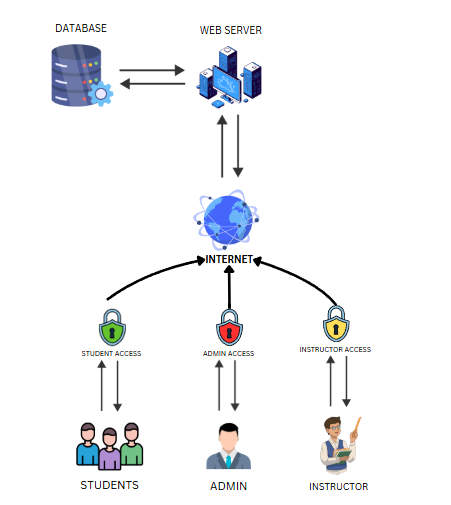 DATABASE
WEB SERVER
INTERNET
STUDENT ACCESS
ADMIN ACCESS
INSTRUCTOR ACCESS
STUDENTS
ADMIN
INSTRUCTOR